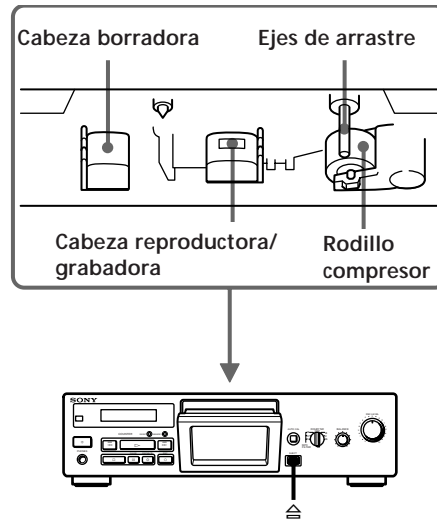 Cabeza borradora
Ejes de arrastre
Cabeza reproductora/
grabadora
Rodillo
compresor
SONY